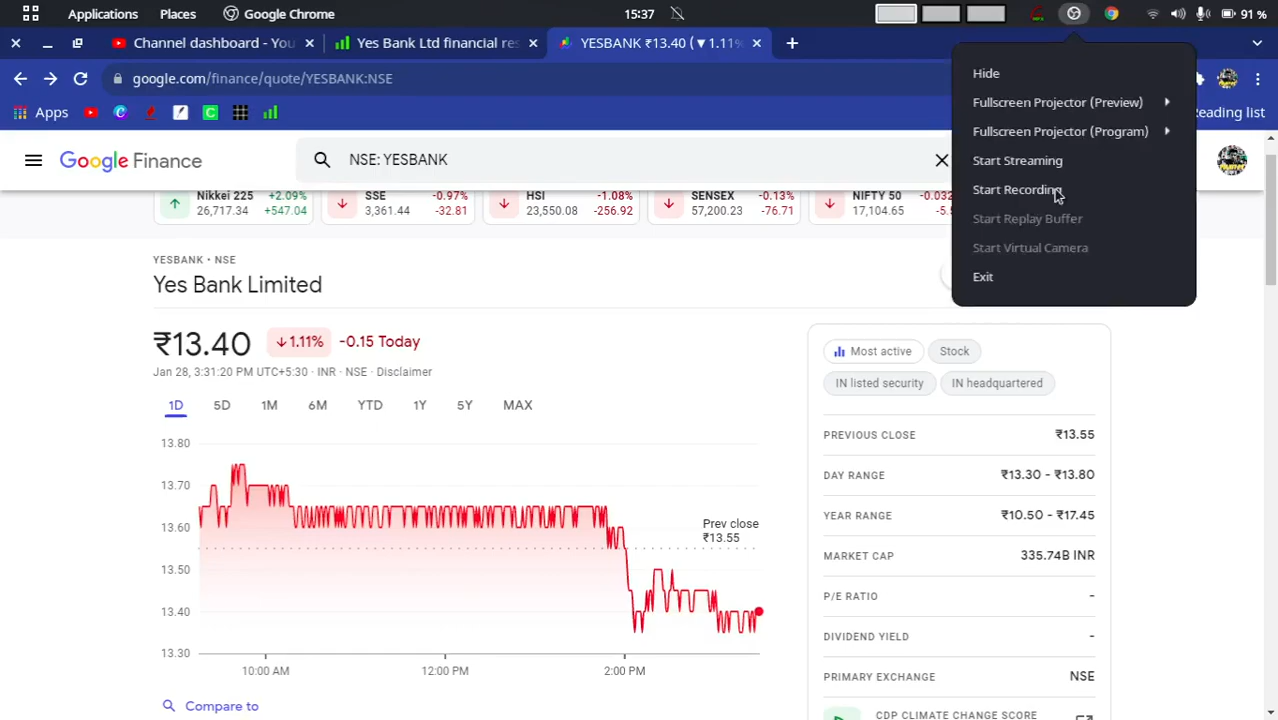 Applications Places Google Chrome 15:37 91 %
Channel dashboard - You Yes Bank Ltd financial res YESBANK ₹13.40 (▼1.11%
google.com/finance/quote/YESBANK:NSE
Apps Reading list
Hide
Fullscreen Projector (Preview)
Fullscreen Projector (Program)
Start Streaming
Start Recording
Start Replay Buffer
Start Virtual Camera
Exit
Google Finance NSE: YESBANK
Nikkei 225 +2.09% SSE -0.97% HSI -1.08% SENSEX -0.13% NIFTY 50 -0.032
26,717.34 +547.04 3,361.44 -32.81 23,550.08 -256.92 57,200.23 -76.71 17,104.65 -5.
YESBANK • NSE
Yes Bank Limited
₹13.40 ↓1.11% -0.15 Today
Jan 28, 3:31:20 PM UTC+5:30 · INR · NSE · Disclaimer
1D 5D 1M 6M YTD 1Y 5Y MAX
13.80
13.70
13.60
13.50
13.40
13.30
Prev close
₹13.55
10:00 AM 12:00 PM 2:00 PM
Compare to
Most active Stock
IN listed security IN headquartered
PREVIOUS CLOSE ₹13.55
DAY RANGE ₹13.30 - ₹13.80
YEAR RANGE ₹10.50 - ₹17.45
MARKET CAP 335.74B INR
P/E RATIO -
DIVIDEND YIELD -
PRIMARY EXCHANGE NSE
CDP CLIMATE CHANGE SCORE